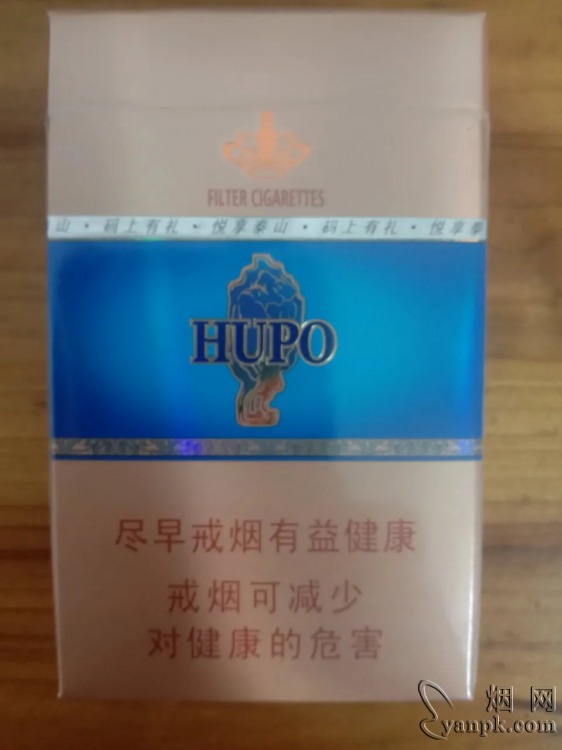 FILTER CIGARETTES
山·码上有礼·悦享泰山·码上有礼·悦享泰
HUPO
尽早戒烟有益健康
戒烟可减少
对健康的危害
烟网
yanpk.com